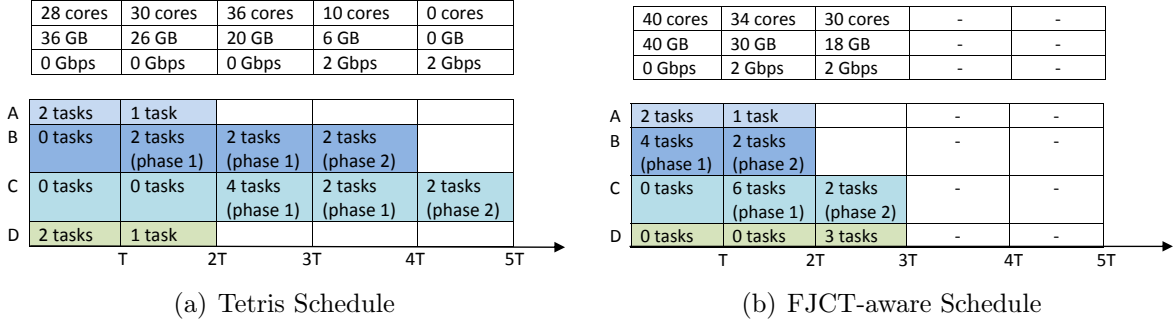 28 cores 30 cores 36 cores 10 cores 0 cores
36 GB 26 GB 20 GB 6 GB 0 GB
0 Gbps 0 Gbps 0 Gbps 2 Gbps 2 Gbps
A 2 tasks 1 task
B 0 tasks 2 tasks 2 tasks 2 tasks
(phase 1) (phase 1) (phase 2)
C 0 tasks 0 tasks 4 tasks 2 tasks 2 tasks
(phase 1) (phase 1) (phase 2)
D 2 tasks 1 task
T 2T 3T 4T 5T
(a) Tetris Schedule
40 cores 34 cores 30 cores - -
40 GB 30 GB 18 GB - -
0 Gbps 2 Gbps 2 Gbps - -
A 2 tasks 1 task - -
B 4 tasks 2 tasks - -
(phase 1) (phase 2)
C 0 tasks 6 tasks 2 tasks - -
(phase 1) (phase 2)
D 0 tasks 0 tasks 3 tasks - -
T 2T 3T 4T 5T
(b) FJCT-aware Schedule